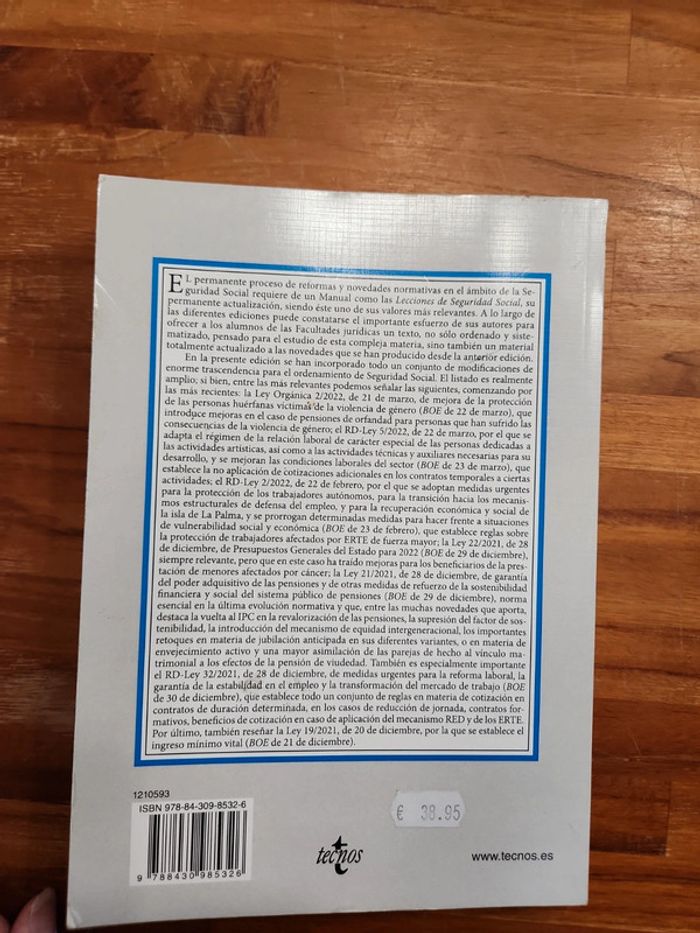 EL permanente proceso de reformas y novedades normativas en el ámbito de la Se-
guridad Social requiere de un Manual como las Lecciones de Seguridad Social, su
permanente actualización, siendo éste uno de sus valores más relevantes. A lo largo de
las diferentes ediciones puede constatarse el importante esfuerzo de sus autores para
ofrecer a los alumnos de las Facultades jurídicas un texto, no sólo ordenado y siste-
matizado, pensado para el estudio de esta compleja materia, sino también un material
totalmente actualizado a las novedades que se han producido desde la anterior edición.
En la presente edición se han incorporado todo un conjunto de modificaciones de
enorme trascendencia para el ordenamiento de Seguridad Social. El listado es realmente
amplio; si bien, entre las más relevantes podemos señalar las siguientes, comenzando por
las más recientes: la Ley Orgánica 2/2022, de 21 de marzo, de mejora de la protección
de las personas huérfanas víctimas de la violencia de género (BOE de 22 de marzo), que
introduce mejoras en el caso de pensiones de orfandad para personas que han sufrido las
consecuencias de la violencia de género; el RD-Ley 5/2022, de 22 de marzo, por el que se
adapta el régimen de la relación laboral de carácter especial de las personas dedicadas a
las actividades artísticas, así como a las actividades técnicas y auxiliares necesarias para su
desarrollo, y se mejoran las condiciones laborales del sector (BOE de 23 de marzo), que
establece la no aplicación de cotizaciones adicionales en los contratos temporales a ciertas
actividades; el RD-Ley 2/2022, de 22 de febrero, por el que se adoptan medidas urgentes
para la protección de los trabajadores autónomos, para la transición hacia los mecanis-
mos estructurales de defensa del empleo, y para la recuperación económica y social de
la isla de La Palma, y se prorrogan determinadas medidas para hacer frente a situaciones
de vulnerabilidad social y económica (BOE de 23 de febrero), que establece reglas sobre
la protección de trabajadores afectados por ERTE de fuerza mayor; la Ley 22/2021, de 28
de diciembre, de Presupuestos Generales del Estado para 2022 (BOE de 29 de diciembre),
siempre relevante, pero que en este caso ha traído mejoras para los beneficiarios de la pres-
tación de menores afectados por cáncer; la Ley 21/2021, de 28 de diciembre, de garantía
del poder adquisitivo de las pensiones y de otras medidas de refuerzo de la sostenibilidad
financiera y social del sistema público de pensiones (BOE de 29 de diciembre), norma
esencial en la última evolución normativa y que, entre las muchas novedades que aporta,
destaca la vuelta al IPC en la revalorización de las pensiones, la supresión del factor de sos-
tenibilidad, la introducción del mecanismo de equidad intergeneracional, los importantes
retoques en materia de jubilación anticipada en sus diferentes variantes, o en materia de
envejecimiento activo y una mayor asimilación de las parejas de hecho al vínculo ma-
trimonial a los efectos de la pensión de viudedad. También es especialmente importante
el RD-Ley 32/2021, de 28 de diciembre, de medidas urgentes para la reforma laboral, la
garantía de la estabilidad en el empleo y la transformación del mercado de trabajo (BOE
de 30 de diciembre), que establece todo un conjunto de reglas en materia de cotización en
contratos de duración determinada, en los casos de reducción de jornada, contratos for-
mativos, beneficios de cotización en caso de aplicación del mecanismo RED y de los ERTE.
Por último, también reseñar la Ley 19/2021, de 20 de diciembre, por la que se establece el
ingreso mínimo vital (BOE de 21 de diciembre).
1210593
ISBN 978-84-309-8532-6
9 788430 985326
€ 38.95
tecnos
www.tecnos.es